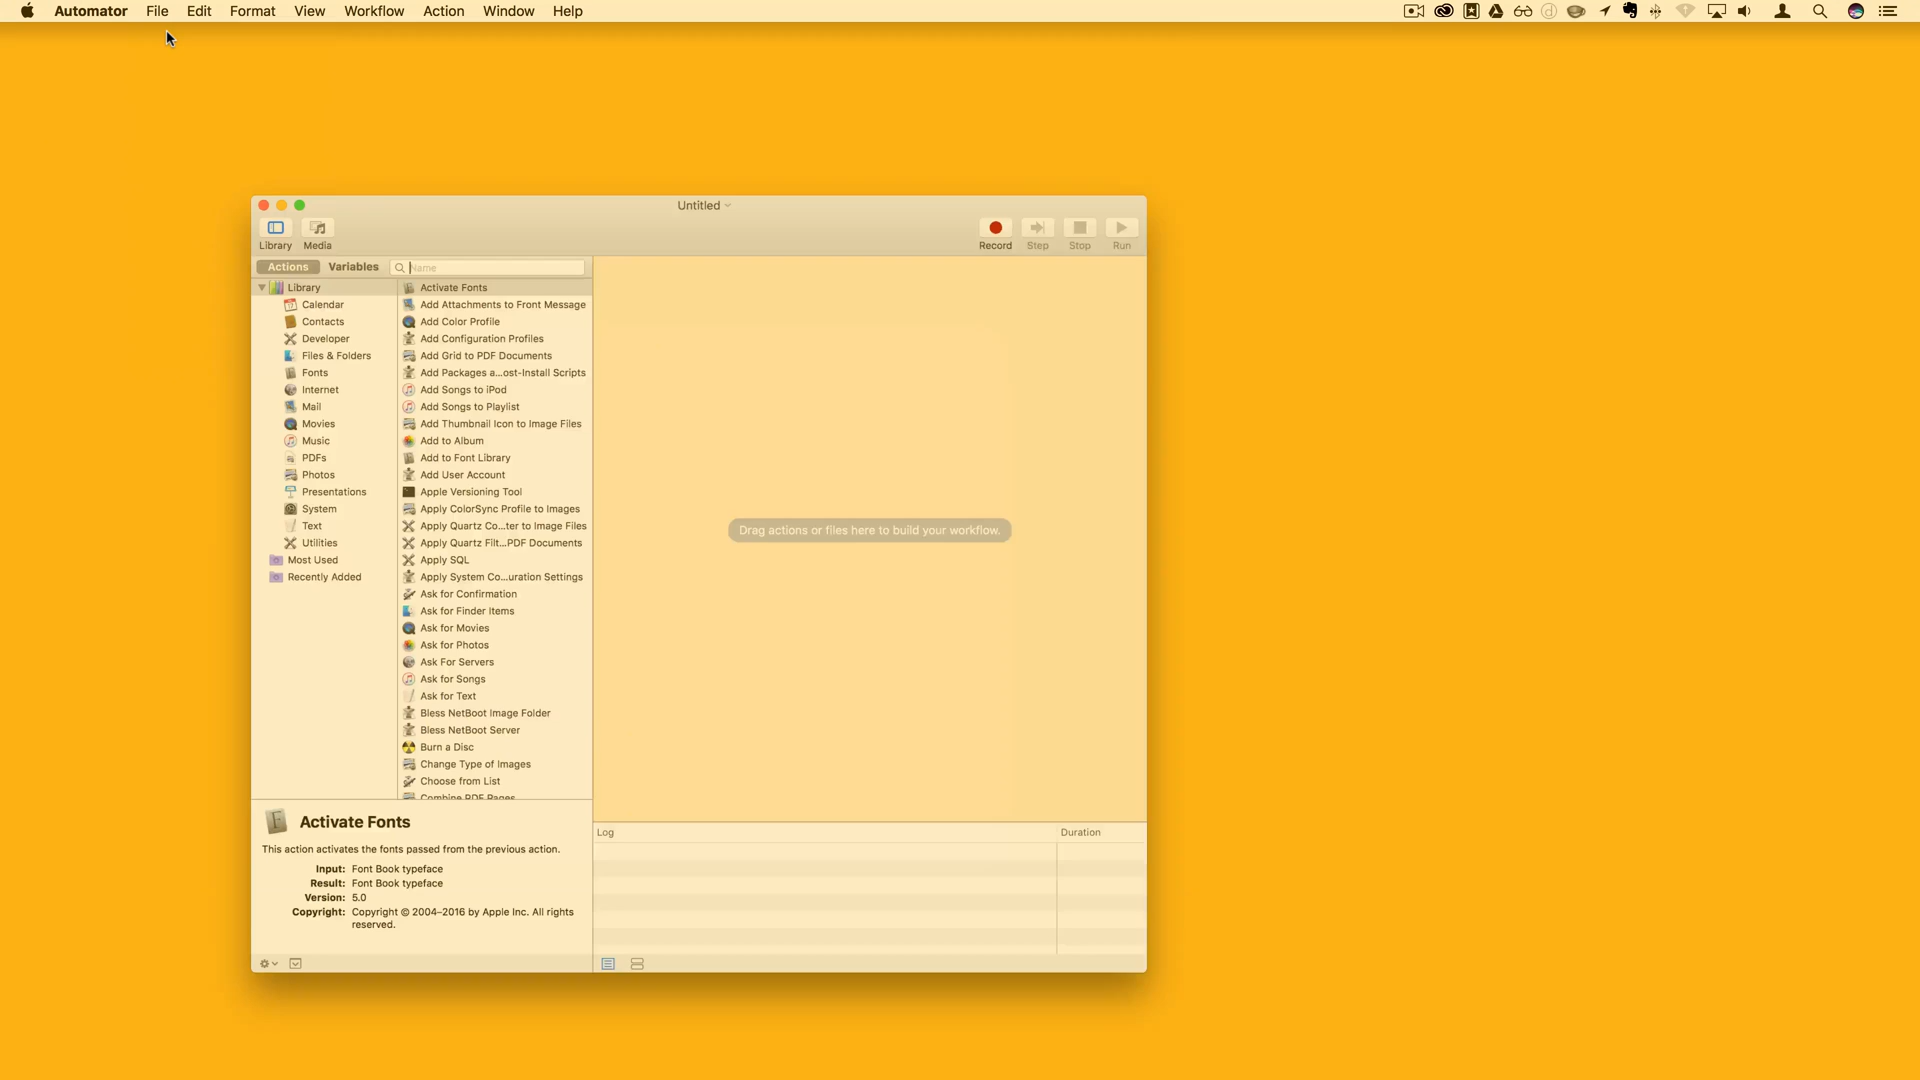 Automator File Edit Format View Workflow Action Window Help
Untitled
Library Media Record Step Stop Run
Actions Variables Name
Library
Calendar
Contacts
Developer
Files & Folders
Fonts
Internet
Mail
Movies
Music
PDFs
Photos
Presentations
System
Text
Utilities
Most Used
Recently Added
Activate Fonts
Add Attachments to Front Message
Add Color Profile
Add Configuration Profiles
Add Grid to PDF Documents
Add Packages a...ost-Install Scripts
Add Songs to iPod
Add Songs to Playlist
Add Thumbnail Icon to Image Files
Add to Album
Add to Font Library
Add User Account
Apple Versioning Tool
Apply ColorSync Profile to Images
Apply Quartz Co...ter to Image Files
Apply Quartz Filt...PDF Documents
Apply SQL
Apply System Co...uration Settings
Ask for Confirmation
Ask for Finder Items
Ask for Movies
Ask for Photos
Ask For Servers
Ask for Songs
Ask for Text
Bless NetBoot Image Folder
Bless NetBoot Server
Burn a Disc
Change Type of Images
Choose from List
Combine PDF Pages
Drag actions or files here to build your workflow.
Activate Fonts
This action activates the fonts passed from the previous action.
Input: Font Book typeface
Result: Font Book typeface
Version: 5.0
Copyright: Copyright © 2004–2016 by Apple Inc. All rights
reserved.
Log Duration